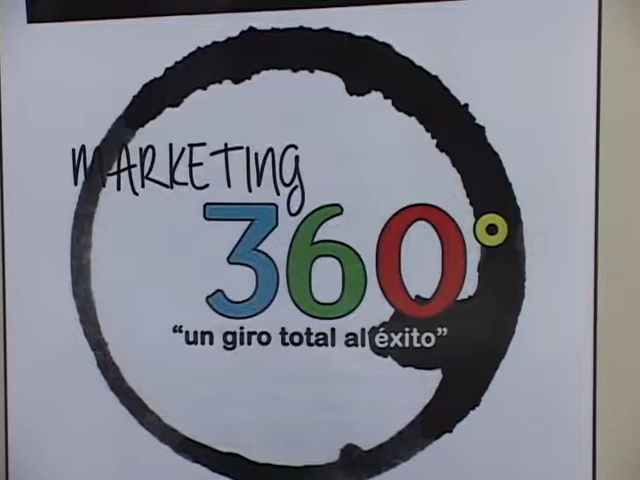 MARKETING
360°
“un giro total al éxito”